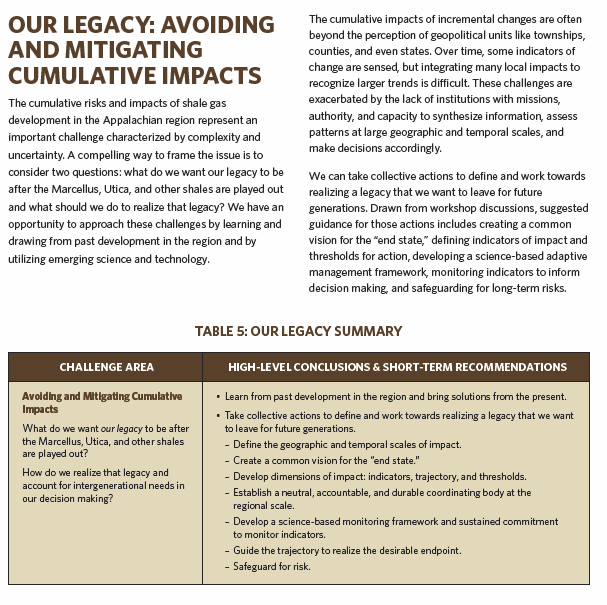 OUR LEGACY: AVOIDING
AND MITIGATING
CUMULATIVE IMPACTS
The cumulative risks and impacts of shale gas
development in the Appalachian region represent an
important challenge characterized by complexity and
uncertainty. A compelling way to frame the issue is to
consider two questions: what do we want our legacy to be
after the Marcellus, Utica, and other shales are played out
and what should we do to realize that legacy? We have an
opportunity to approach these challenges by learning and
drawing from past development in the region and by
utilizing emerging science and technology.
The cumulative impacts of incremental changes are often
beyond the perception of geopolitical units like townships,
counties, and even states. Over time, some indicators of
change are sensed, but integrating many local impacts to
recognize larger trends is difficult. These challenges are
exacerbated by the lack of institutions with missions,
authority, and capacity to synthesize information, assess
patterns at large geographic and temporal scales, and
make decisions accordingly.
We can take collective actions to define and work towards
realizing a legacy that we want to leave for future
generations. Drawn from workshop discussions, suggested
guidance for those actions includes creating a common
vision for the “end state,” defining indicators of impact and
thresholds for action, developing a science-based adaptive
management framework, monitoring indicators to inform
decision making, and safeguarding for long-term risks.
TABLE 5: OUR LEGACY SUMMARY
CHALLENGE AREA
HIGH-LEVEL CONCLUSIONS & SHORT-TERM RECOMMENDATIONS
Avoiding and Mitigating Cumulative
Impacts
What do we want our legacy to be after
the Marcellus, Utica, and other shales
are played out?
How do we realize that legacy and
account for intergenerational needs in
our decision making?
• Learn from past development in the region and bring solutions from the present.
• Take collective actions to define and work towards realizing a legacy that we want
to leave for future generations.
– Define the geographic and temporal scales of impact.
– Create a common vision for the “end state.”
– Develop dimensions of impact: indicators, trajectory, and thresholds.
– Establish a neutral, accountable, and durable coordinating body at the
regional scale.
– Develop a science-based monitoring framework and sustained commitment
to monitor indicators.
– Guide the trajectory to realize the desirable endpoint.
– Safeguard for risk.